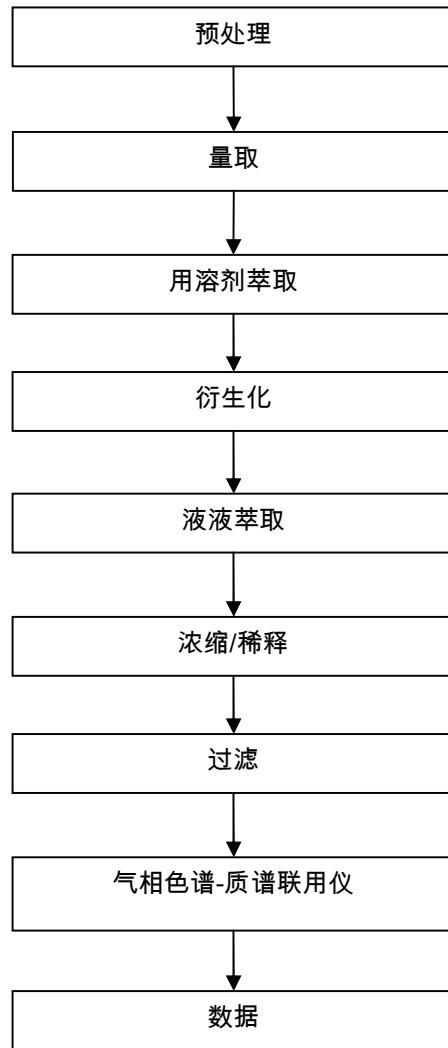 预处理
量取
用溶剂萃取
衍生化
液液萃取
浓缩/稀释
过滤
气相色谱-质谱联用仪
数据